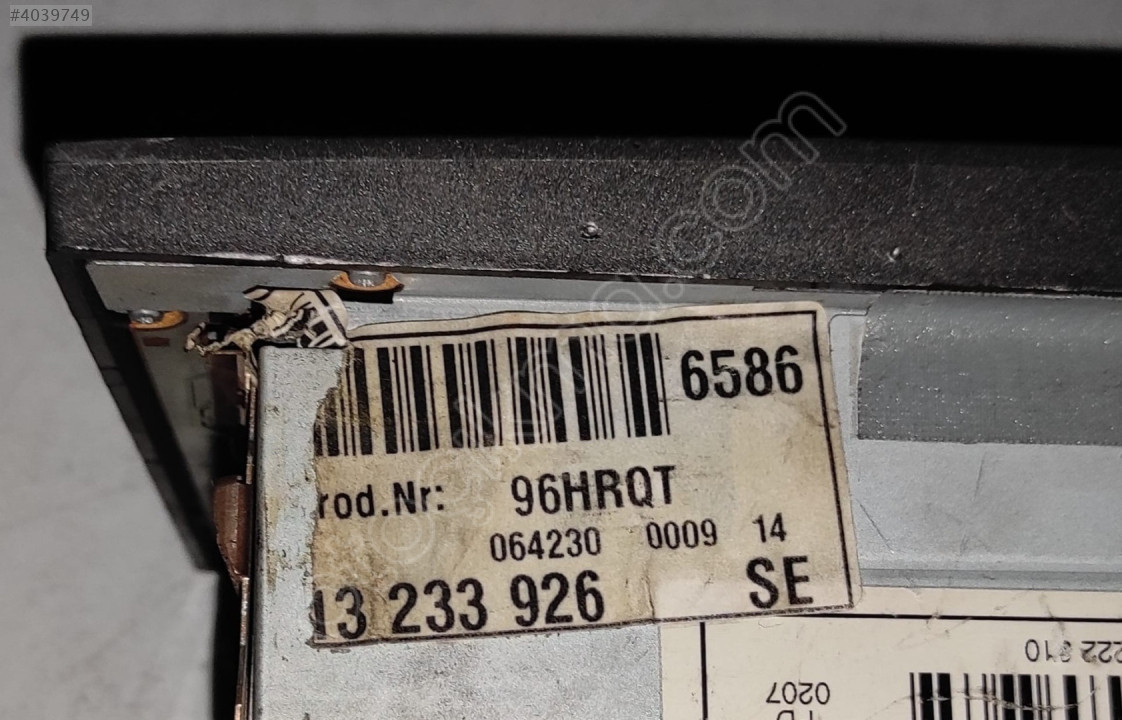 #4039749
6586
rod.Nr: 96HRQT
064230 0009 14
13 233 926 SE
0207